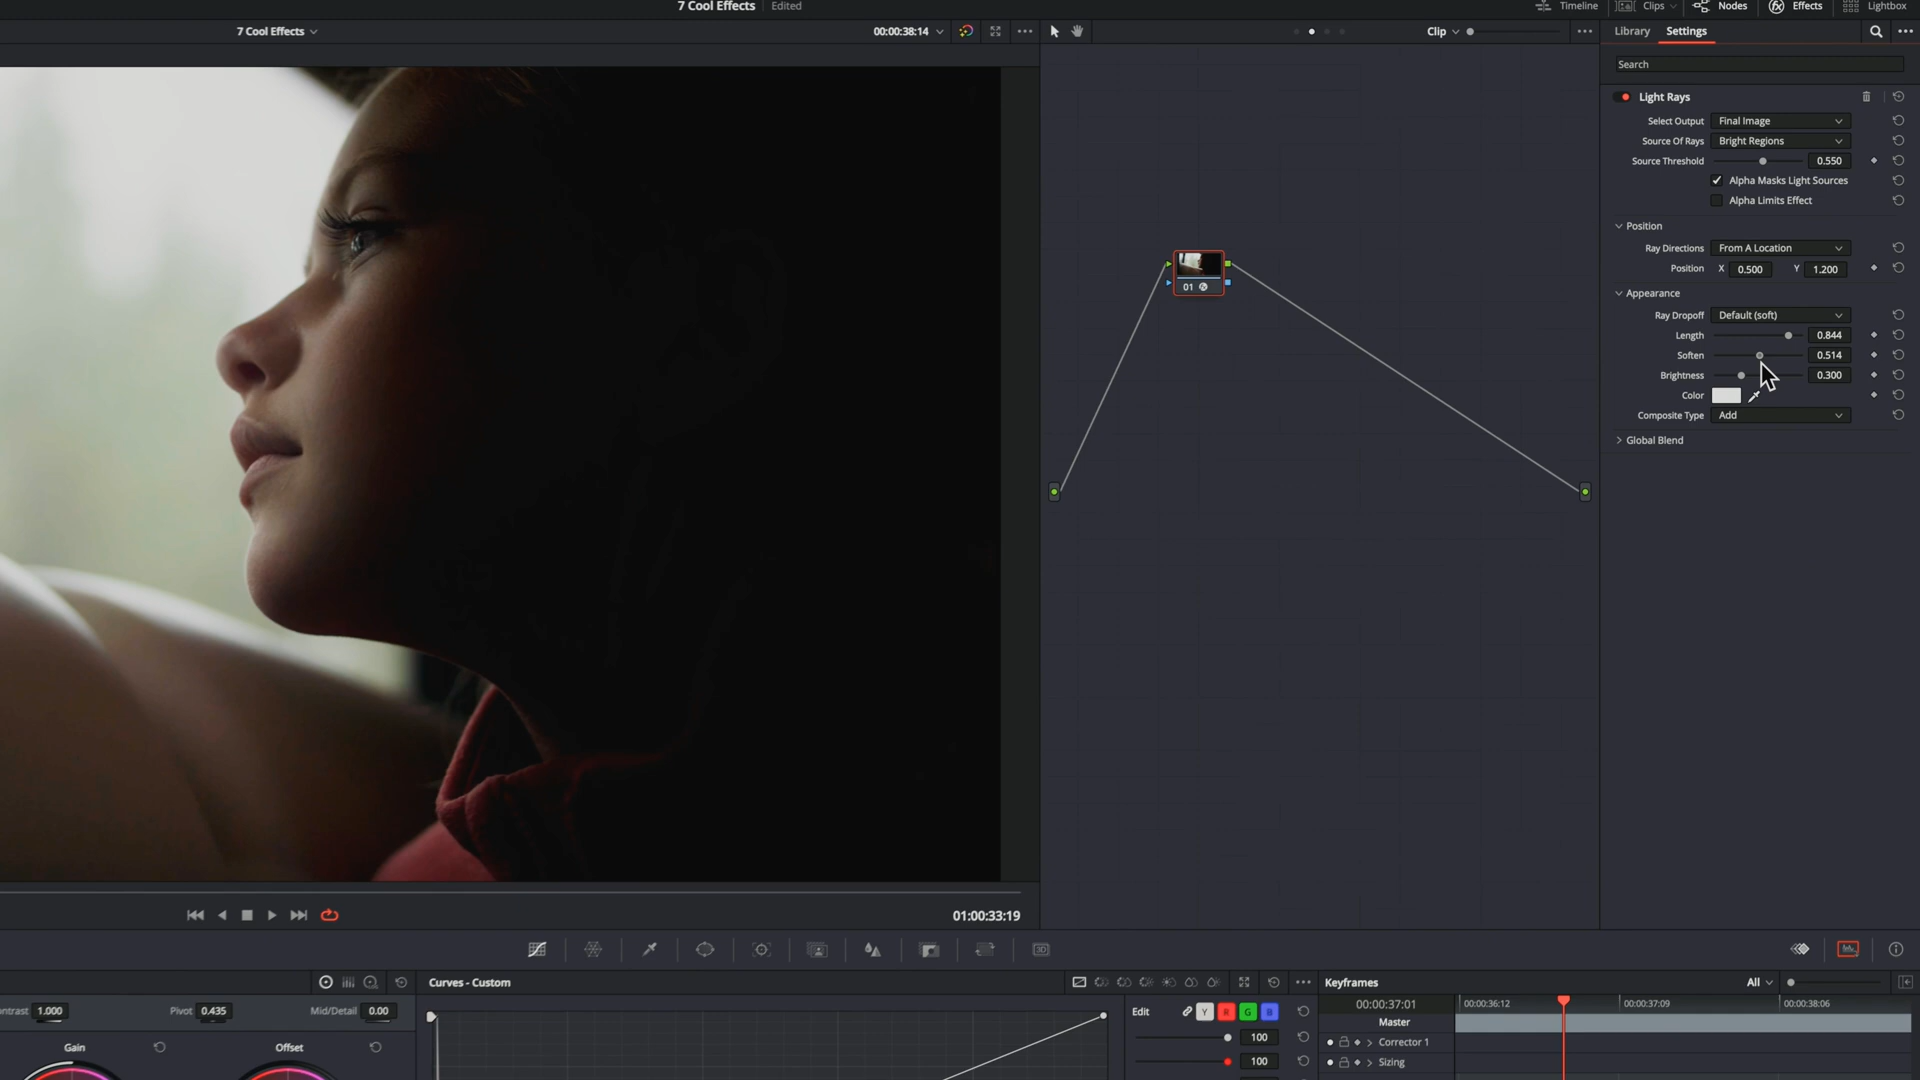 7 Cool Effects Edited
Timeline Clips Nodes Effects Lightbox
7 Cool Effects 00:00:38:14 Clip Library Settings
Search
Light Rays
Select Output Final Image
Source Of Rays Bright Regions
Source Threshold 0.550
Alpha Masks Light Sources
Alpha Limits Effect
Position
Ray Directions From A Location
Position X 0.500 Y 1.200
Appearance
Ray Dropoff Default (soft)
Length 0.844
Soften 0.514
Brightness 0.300
Color
Composite Type Add
Global Blend
01
01:00:33:19
3D
Curves - Custom Keyframes All
ntrast 1.000 Pivot 0.435 Mid/Detail 0.00 Edit Y R G B 00:00:37:01 00:00:36:12 00:00:37:09 00:00:38:06
Master
100 Corrector 1
Gain Offset 100 Sizing